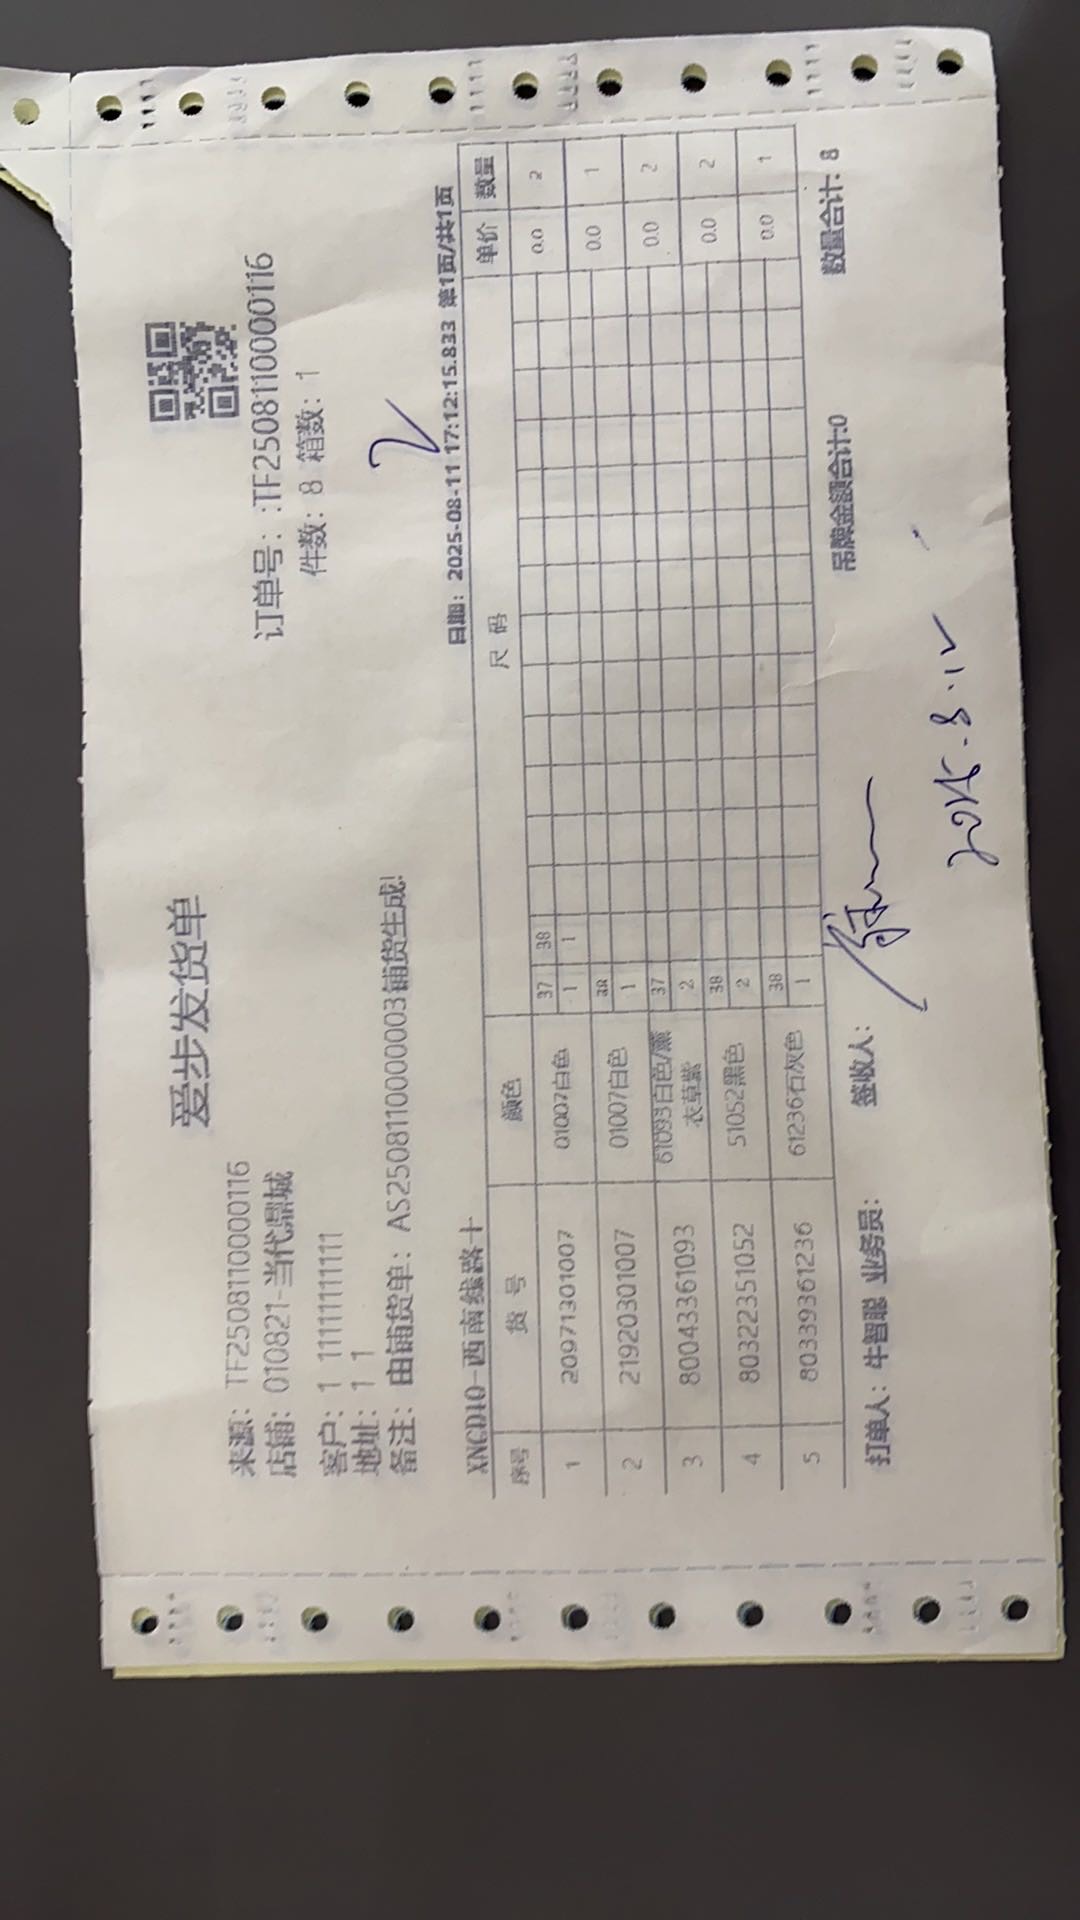 爱步发货单
来源：TF2508110000116
订单号：:TF2508110000116
店铺：010821-当代鼎城
件数：8 箱数：1
客户：1 11111111111
地址：1 1
备注：由铺货单：AS2508110000003铺货生成!
XNCD10-西南线路十 日期：2025-08-11 17:12:15.833 第1页/共1页
序号 货号 颜色 尺码 单价 数量
37 38
1 20971301007 01007白色 1 1 0.0 2
38
2 21920301007 01007白色 1 0.0 1
37
3 80043361093 61093白色/薰衣草紫 2 0.0 2
38
4 80322351052 51052黑色 2 0.0 2
38
5 80339361236 61236石灰色 1 0.0 1
打单人：牛智聪 业务员： 签收人： 吊牌金额合计:0 数量合计：8
2025.8.12